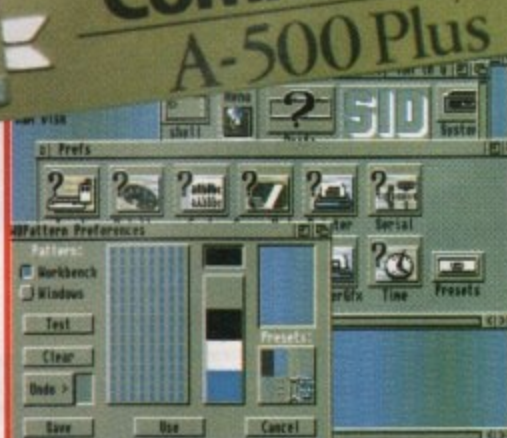 A-500 Plus
shell
Menu
SID
System
Prefs
Serial
Pattern Preferences
Pattern:
Workbench
Windows
Time
Presets
Test
Presets:
Clear
Undo >
Save
Use
Cancel